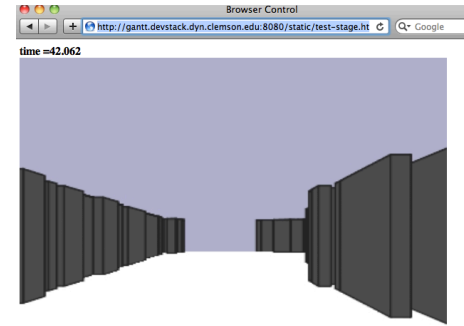 Browser Control
http://gantt.devstack.dyn.clemson.edu:8080/static/test-stage.ht
Google
time =42.062